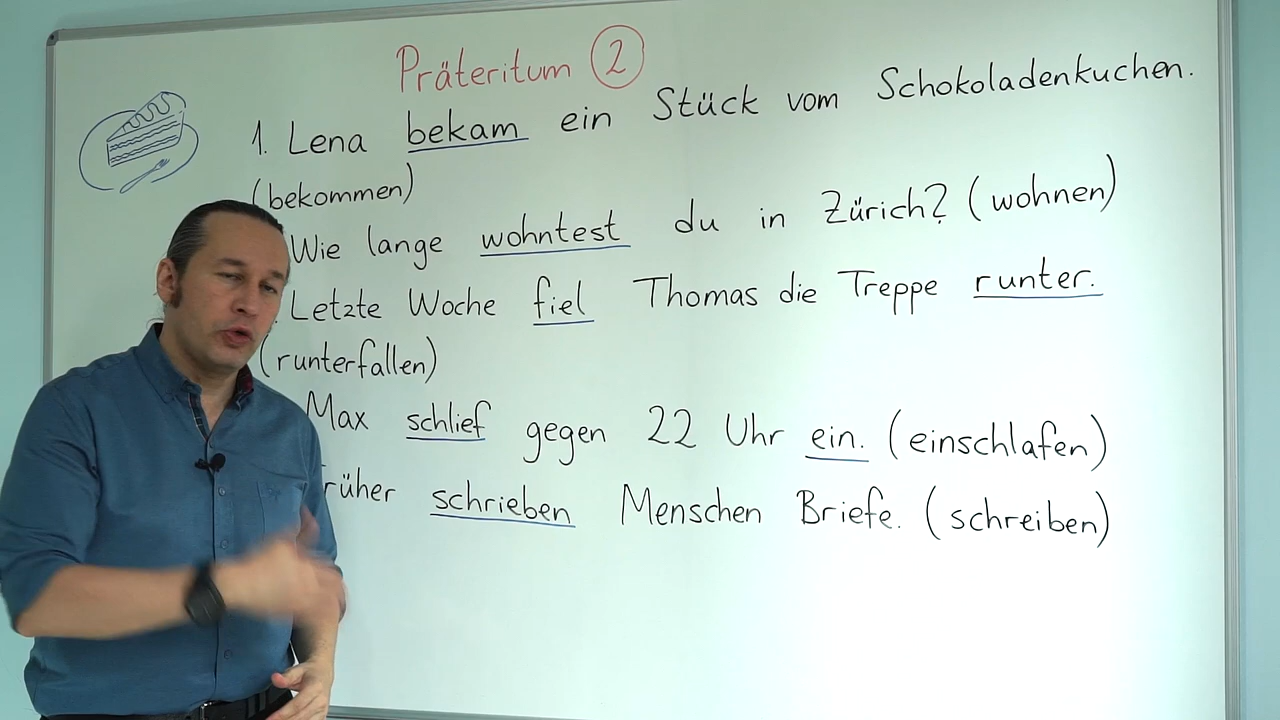 Präteritum 2
1. Lena bekam ein Stück vom Schokoladenkuchen.
(bekommen)
Wie lange wohntest du in Zürich? (wohnen)
Letzte Woche fiel Thomas die Treppe runter.
(runterfallen)
Max schlief gegen 22 Uhr ein. (einschlafen)
rüher schrieben Menschen Briefe. (schreiben)